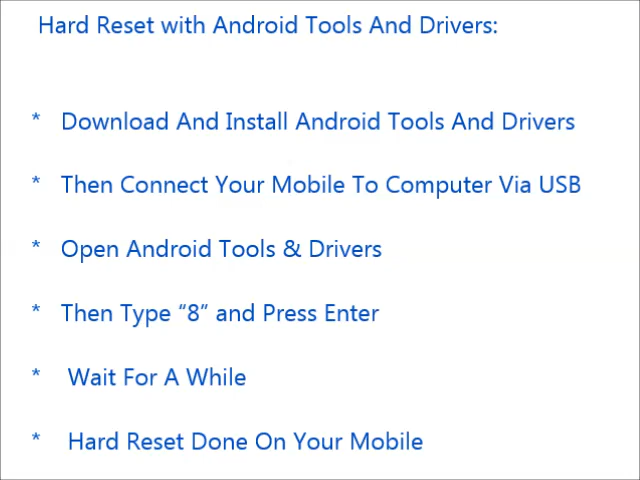 Hard Reset with Android Tools And Drivers:
* Download And Install Android Tools And Drivers
* Then Connect Your Mobile To Computer Via USB
* Open Android Tools & Drivers
* Then Type “8” and Press Enter
* Wait For A While
* Hard Reset Done On Your Mobile